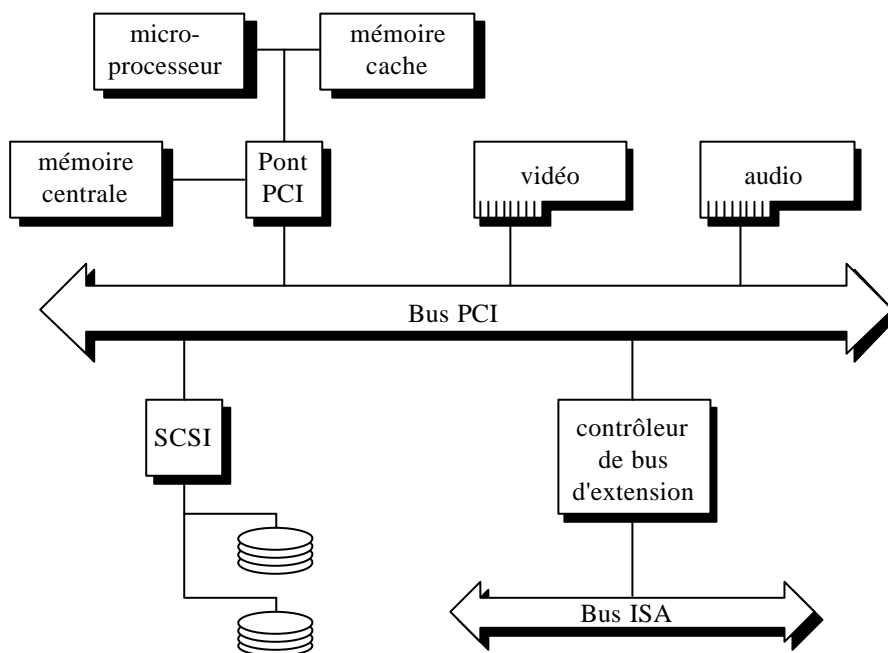 micro-
processeur
mémoire
cache
mémoire
centrale
Pont
PCI
vidéo
audio
Bus PCI
SCSI
contrôleur
de bus
d'extension
Bus ISA